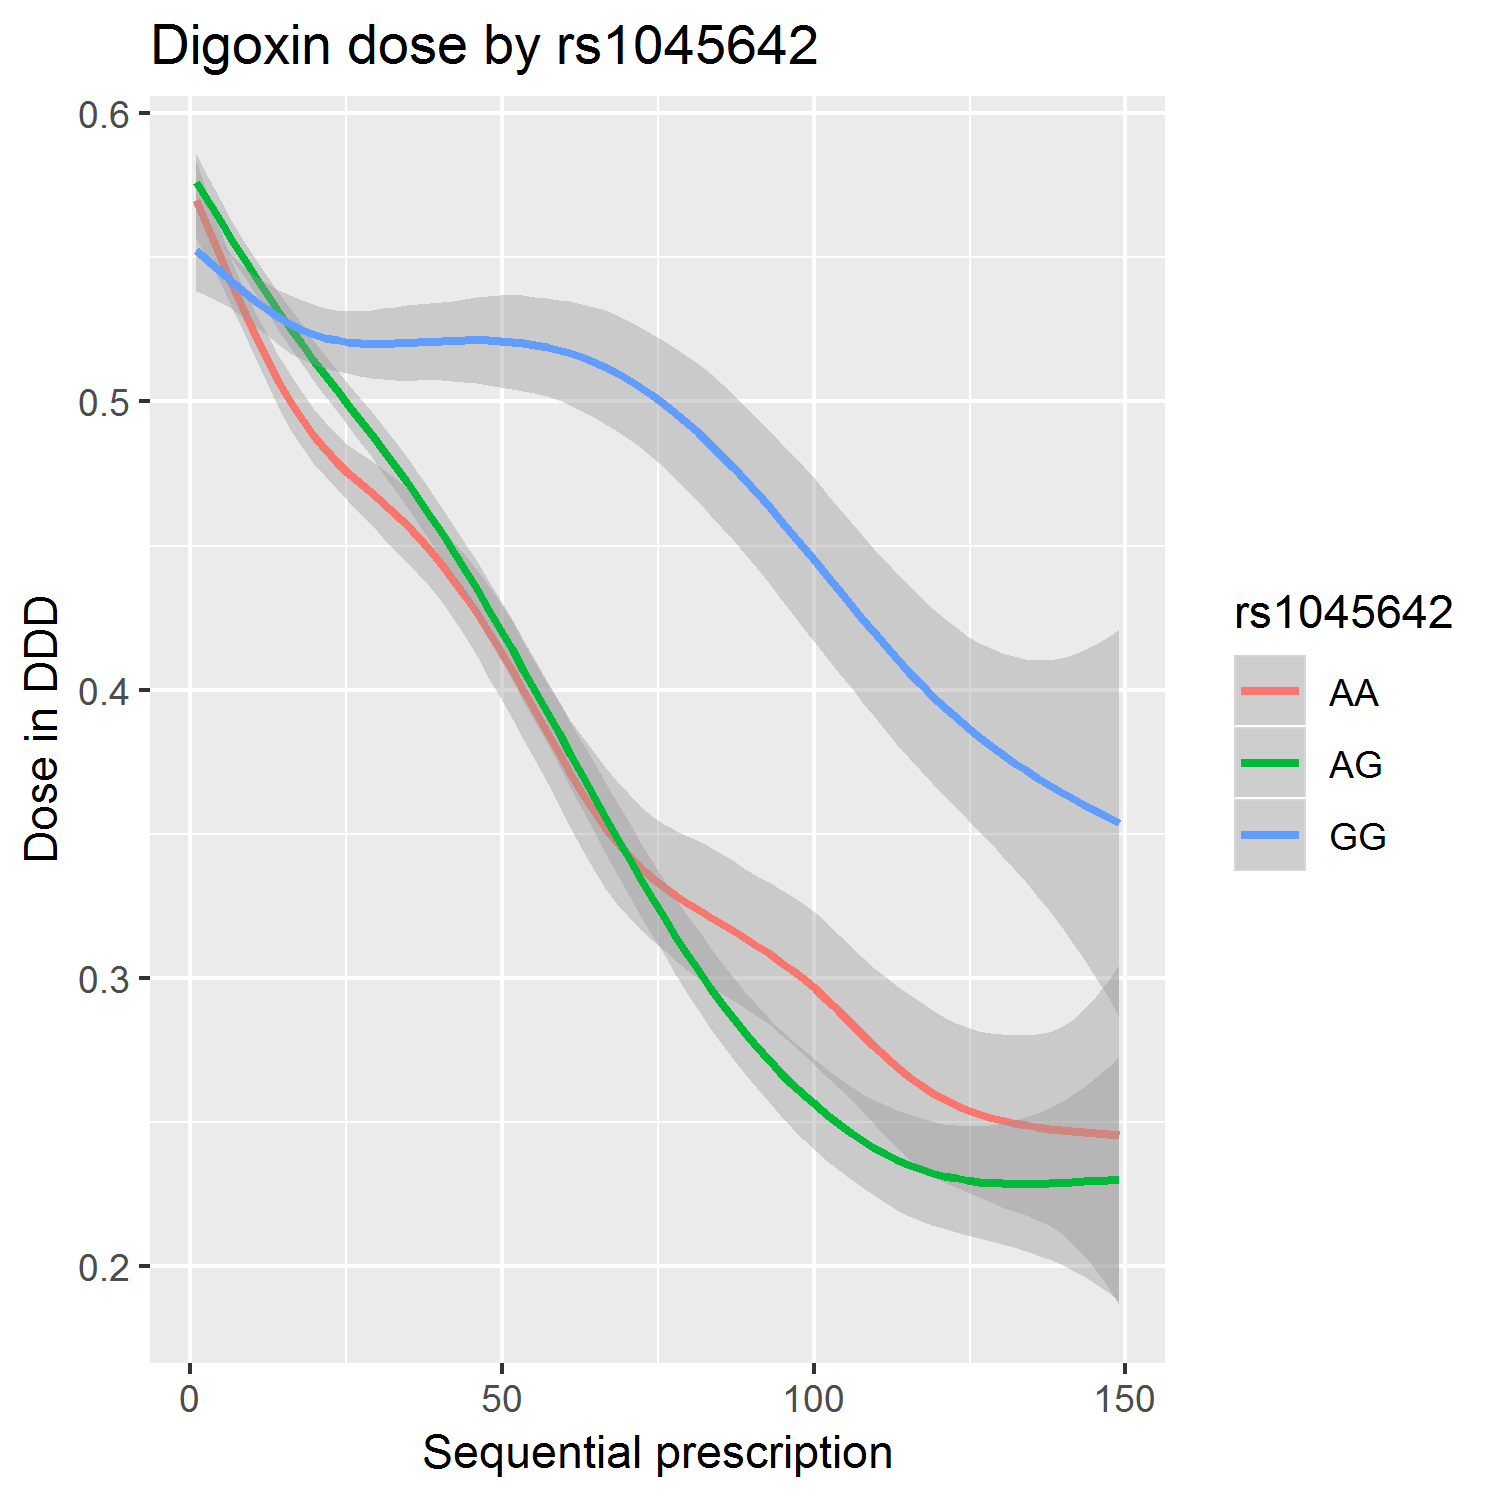 Digoxin dose by rs1045642
0.6
0.5
0.4
0.3
0.2
Dose in DDD
0
50
100
150
Sequential prescription
rs1045642
AA
AG
GG